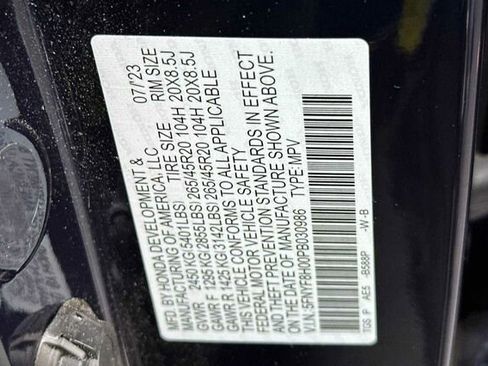 MFD. BY HONDA DEVELOPMENT & 07/'23
MANUFACTURING OF AMERICA, LLC
TIRE SIZE RIM SIZE
GVWR 2450 KG(5401LBS)
GAWR F 1295 KG(2855LBS) 265/45R20 104H 20X8.5J
GAWR R 1425 KG(3142LBS) 265/45R20 104H 20X8.5J
THIS VEHICLE CONFORMS TO ALL APPLICABLE
FEDERAL MOTOR VEHICLE SAFETY
AND THEFT PREVENTION STANDARDS IN EFFECT
ON THE DATE OF MANUFACTURE SHOWN ABOVE.
V.I.N.: TYPE: MPV
TGS P AE5 -B588P -W-B